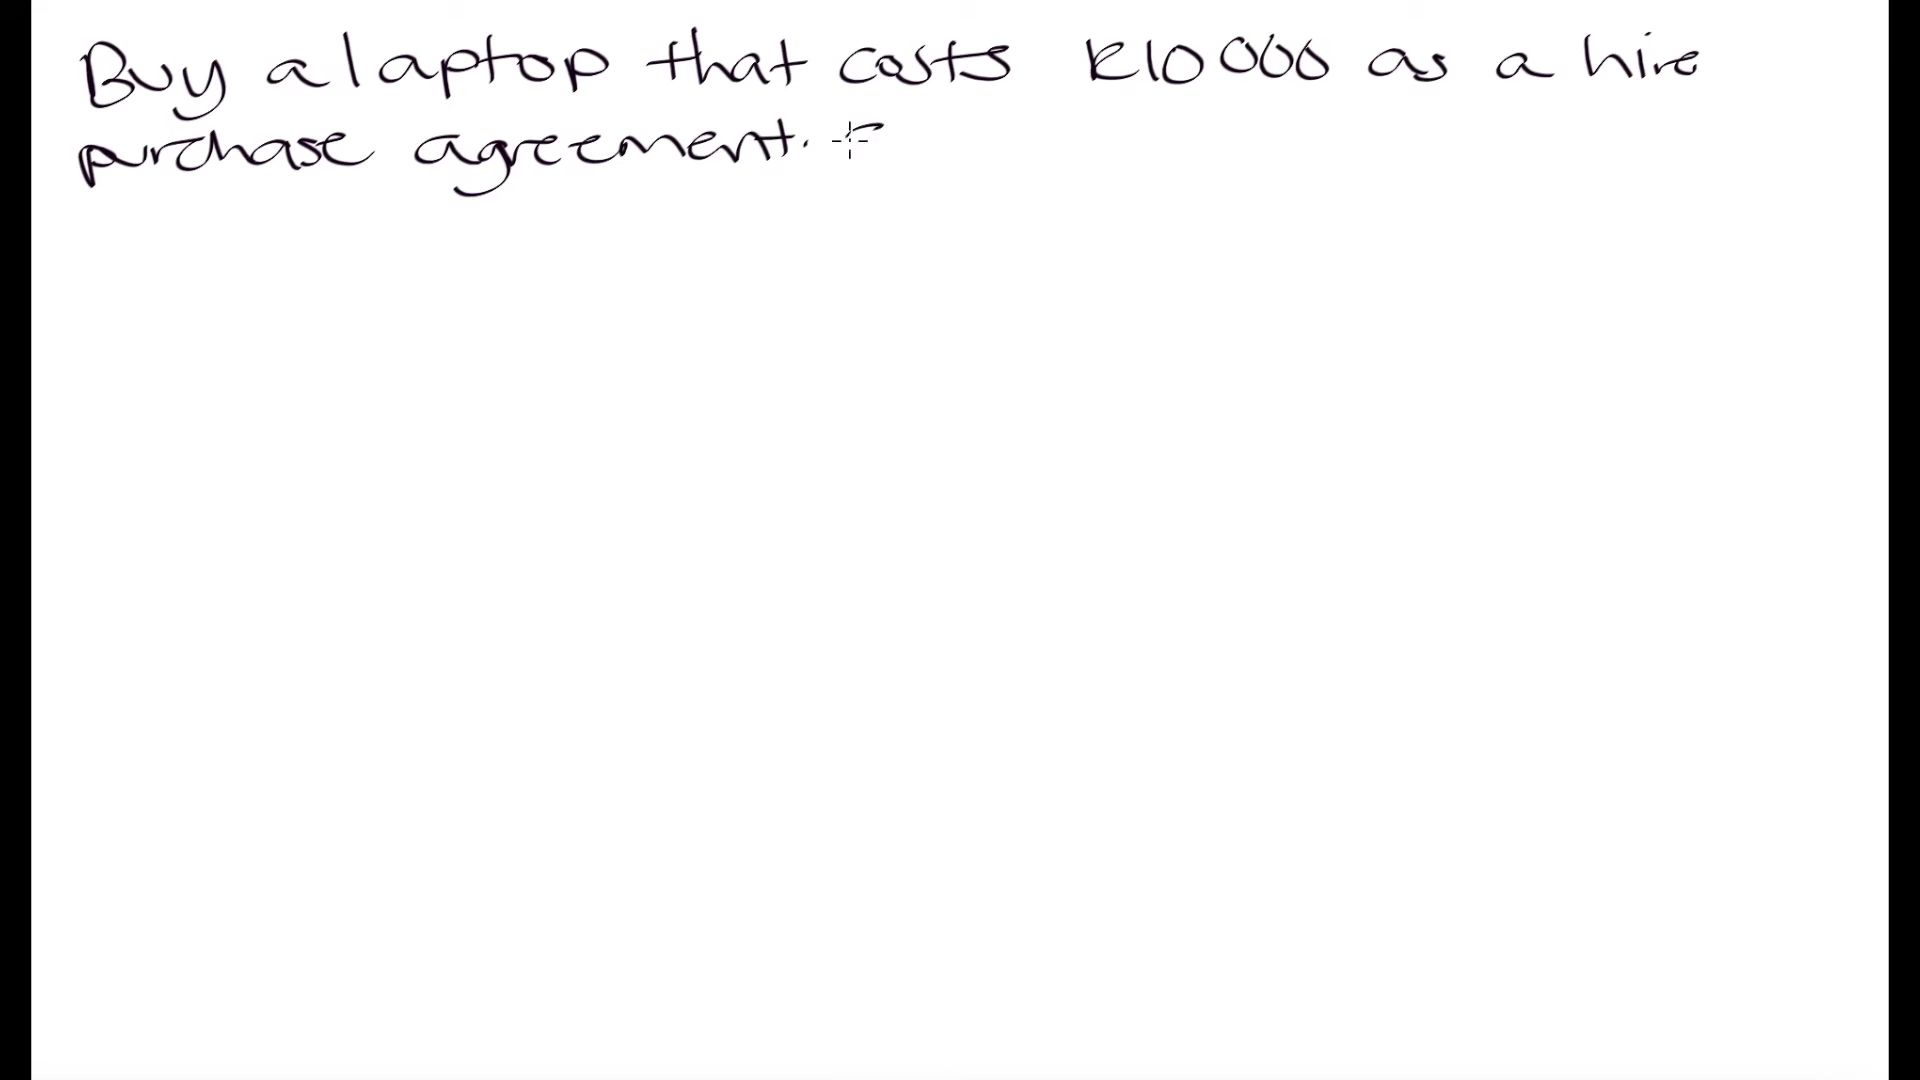 Buy a laptop that costs R10 000 as a hire
purchase agreement.